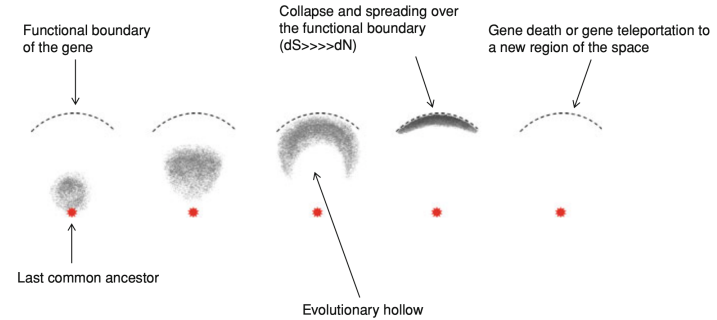 Functional boundary
of the gene
Collapse and spreading over
the functional boundary
(dS>>>>dN)
Gene death or gene teleportation to
a new region of the space
Last common ancestor
Evolutionary hollow